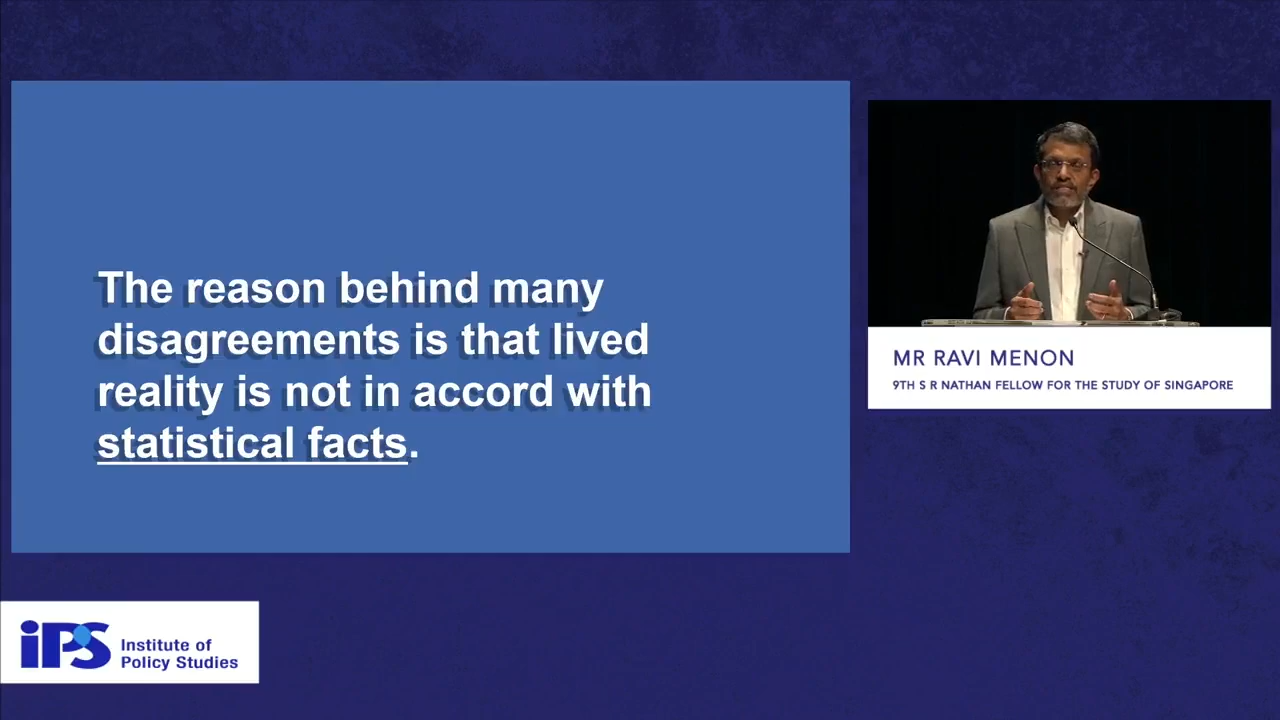 The reason behind many
disagreements is that lived
reality is not in accord with
statistical facts.
MR RAVI MENON
9TH S R NATHAN FELLOW FOR THE STUDY OF SINGAPORE
iPS
Institute of
Policy Studies